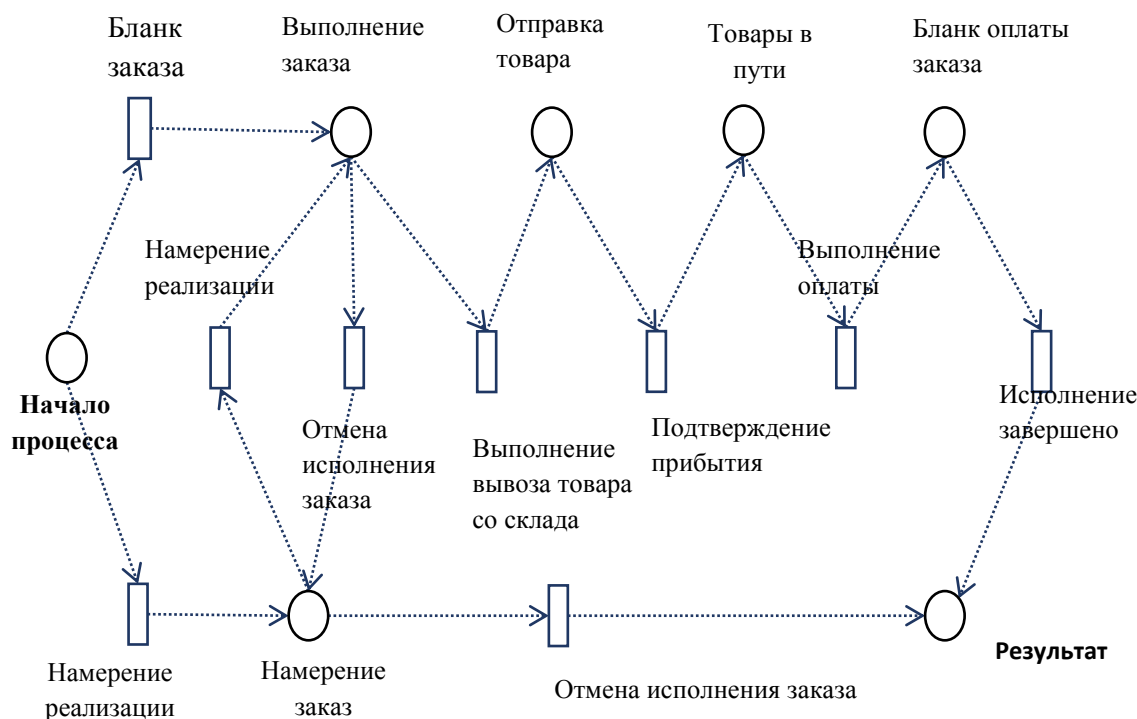 Бланк
заказа
Выполнение
заказа
Отправка
товара
Товары в
пути
Бланк оплаты
заказа
Намерение
реализации
Выполнение
оплаты
Начало
процесса
Отмена
исполнения
заказа
Выполнение
вывоза товара
со склада
Подтверждение
прибытия
Исполнение
завершено
Намерение
реализации
Намерение
заказ
Отмена исполнения заказа
Результат